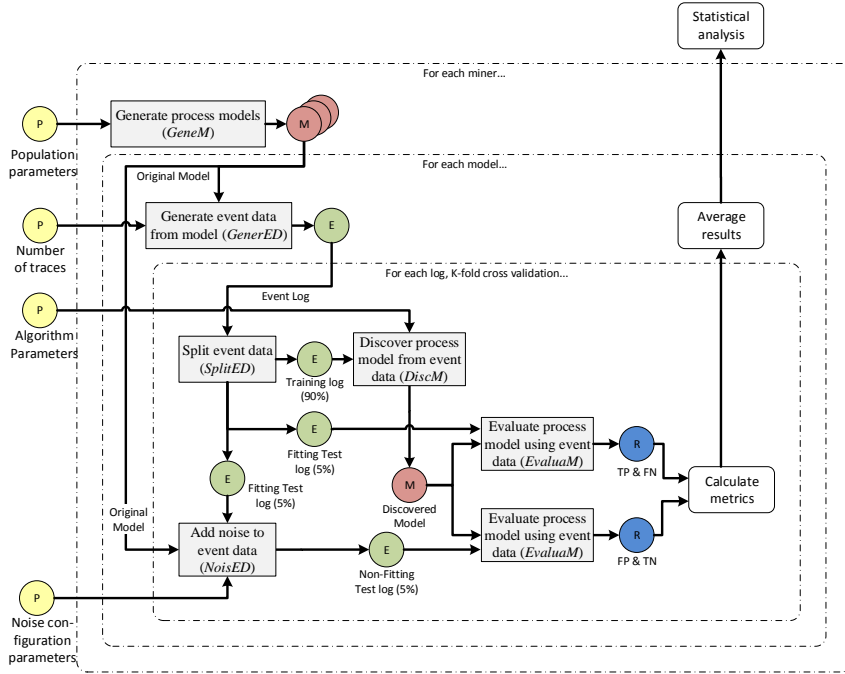 Statistical
analysis
For each miner...
P
Generate process models
(GeneM)
M
Population
parameters
For each model...
Original Model
P
Generate event data
from model (GenerED)
E
Average
results
Number
of traces
For each log, K-fold cross validation...
Event Log
P
Algorithm
Parameters
Split event data
(SplitED)
E
Training log
(90%)
Discover process
model from event
data (DiscM)
E
Fitting Test
log (5%)
Evaluate process
model using event
data (EvaluaM)
R
TP & FN
E
Fitting Test
log (5%)
M
Discovered
Model
Calculate
metrics
Original
Model
Add noise to
event data
(NoisED)
E
Non-Fitting
Test log (5%)
Evaluate process
model using event
data (EvaluaM)
R
FP & TN
P
Noise con-
figuration
parameters